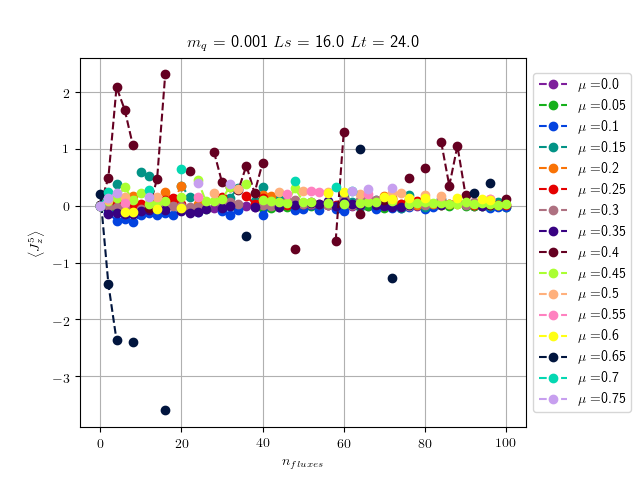 m_q = 0.001 Ls = 16.0 Lt = 24.0
⟨J_z^5⟩
2
1
0
−1
−2
−3
0 20 40 60 80 100
n_{fluxes}
μ =0.0
μ =0.05
μ =0.1
μ =0.15
μ =0.2
μ =0.25
μ =0.3
μ =0.35
μ =0.4
μ =0.45
μ =0.5
μ =0.55
μ =0.6
μ =0.65
μ =0.7
μ =0.75